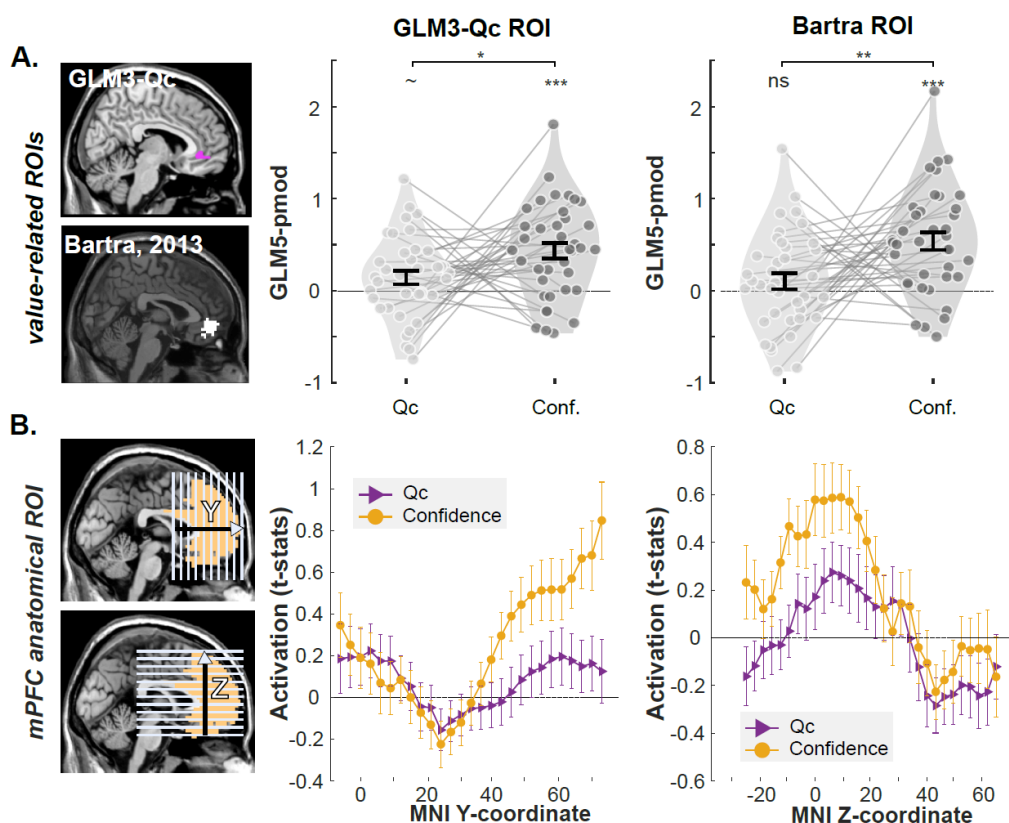 A.
value-related ROIs
GLM3-Qc
Bartra, 2013
GLM3-Qc ROI
*
~
***
GLM5-pmod
2
1
0
-1
Qc
Conf.
Bartra ROI
**
ns
***
GLM5-pmod
2
1
0
-1
Qc
Conf.
B.
mPFC anatomical ROI
Y
Z
Activation (t-stats)
1.2
1
0.8
0.6
0.4
0.2
0
-0.2
-0.4
Qc
Confidence
0
20
40
60
MNI Y-coordinate
Activation (t-stats)
0.8
0.6
0.4
0.2
0
-0.2
-0.4
-0.6
Qc
Confidence
-20
0
20
40
60
MNI Z-coordinate